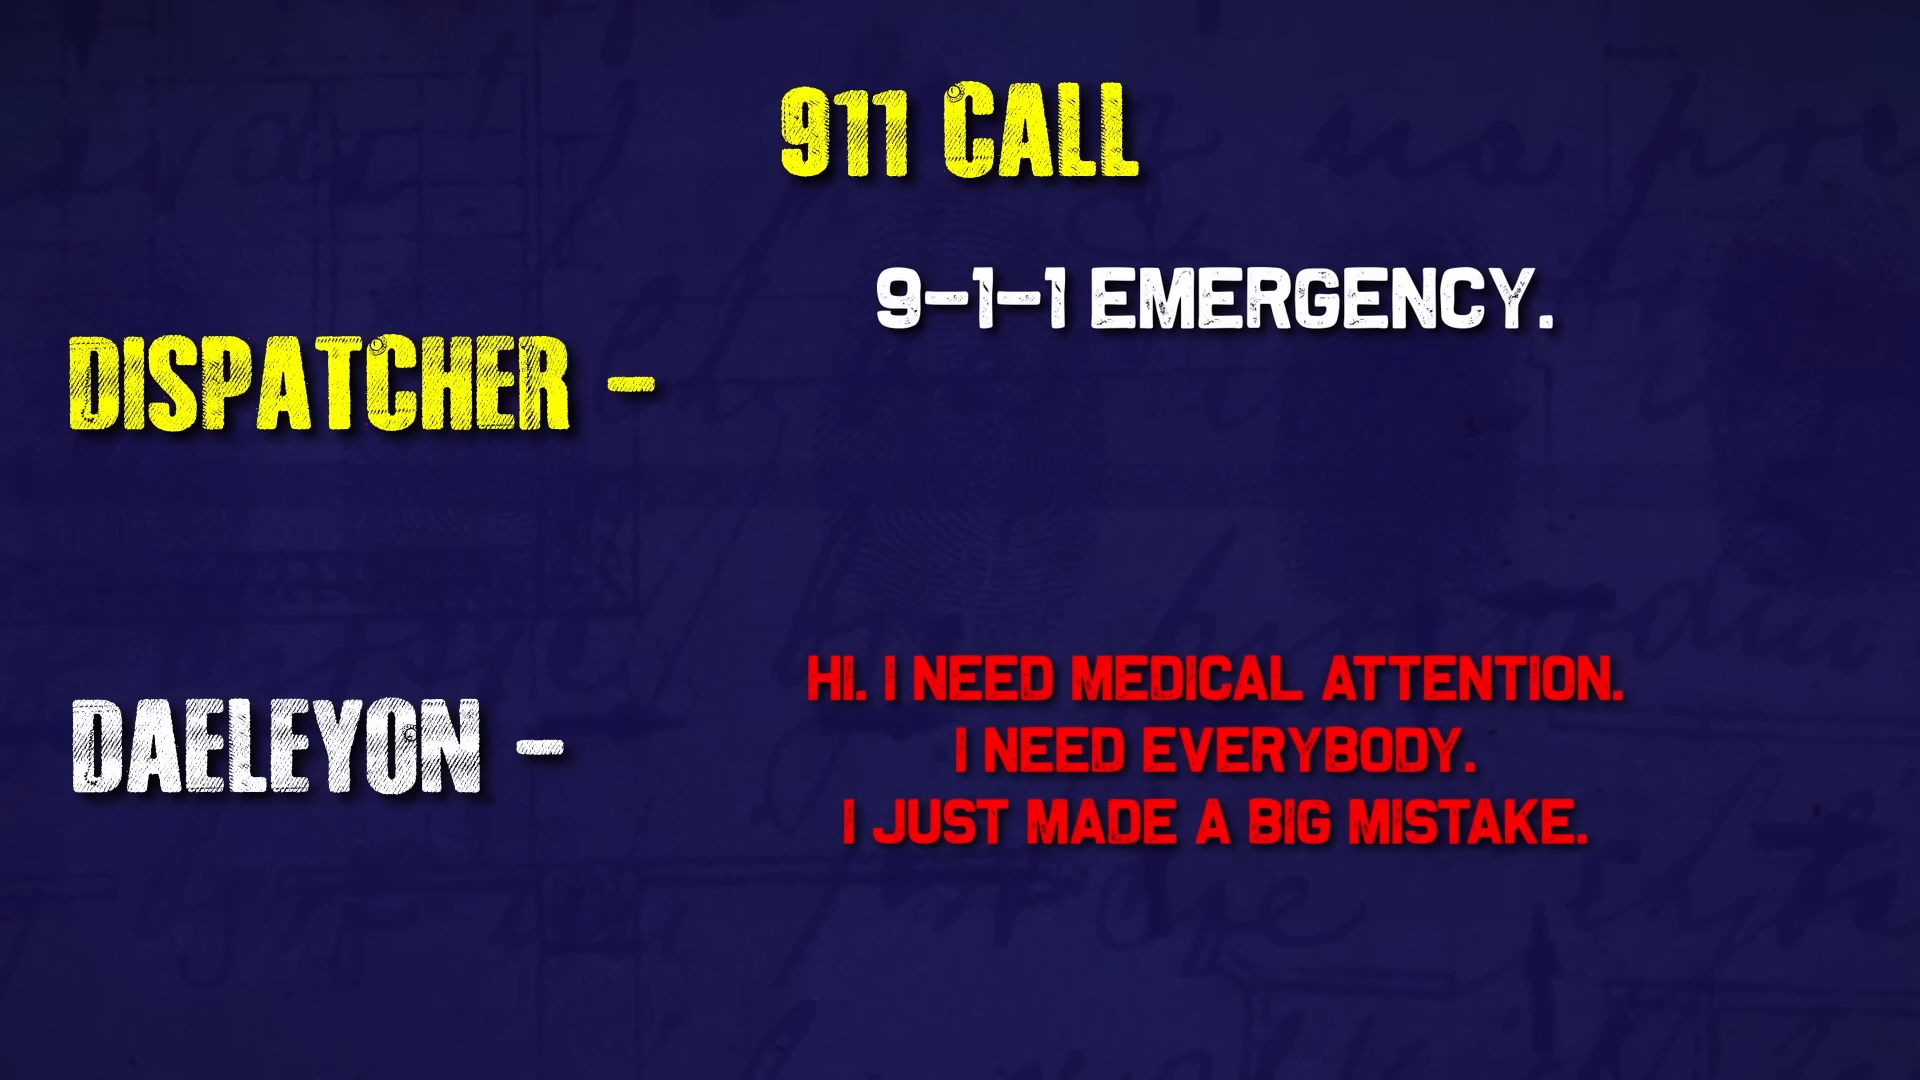 911 CALL
DISPATCHER -
9-1-1 EMERGENCY.
DAELEYON -
HI. I NEED MEDICAL ATTENTION.
I NEED EVERYBODY.
I JUST MADE A BIG MISTAKE.